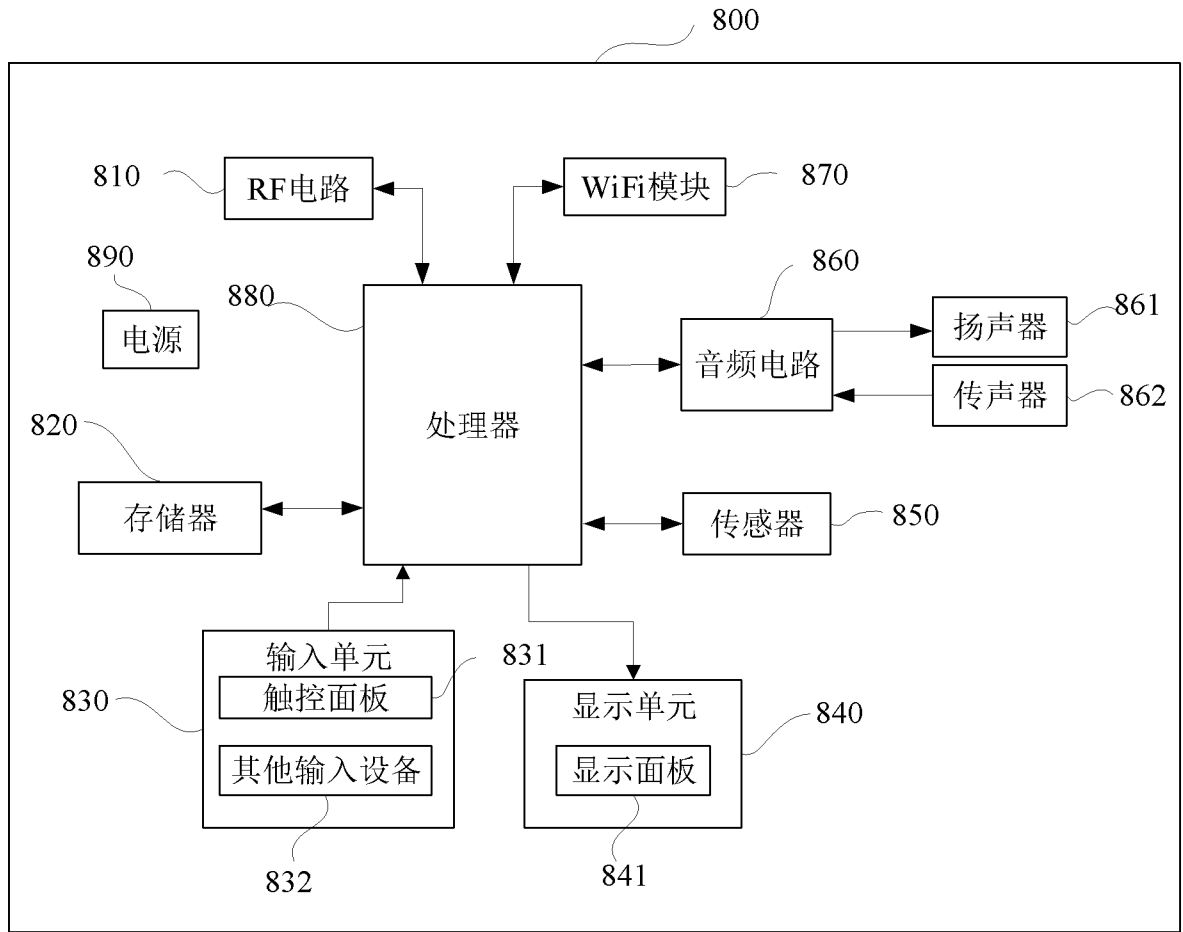 800
810
RF电路
WiFi模块
870
890
电源
880
860
861
扬声器
音频电路
处理器
传声器
862
820
存储器
传感器
850
输入单元
831
830
触控面板
显示单元
840
其他输入设备
显示面板
832
841